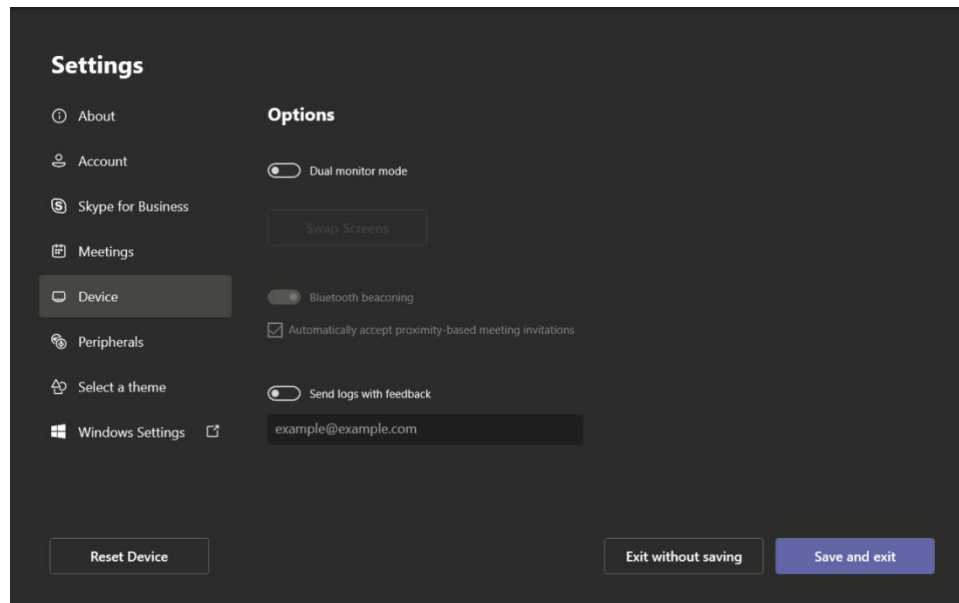 Settings
About
Account
Skype for Business
Meetings
Device
Peripherals
Select a theme
Windows Settings
Options
Dual monitor mode
Swap Screens
Bluetooth beaconing
Automatically accept proximity-based meeting invitations
Send logs with feedback
example@example.com
Reset Device
Exit without saving
Save and exit